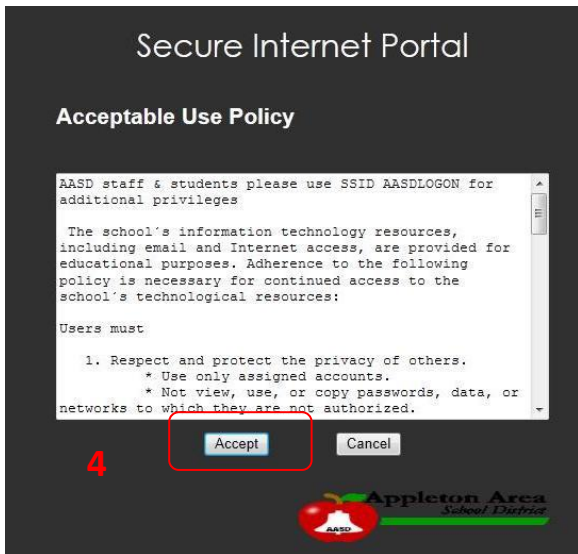 Secure Internet Portal
Acceptable Use Policy
AASD staff & students please use SSID AASDLOGON for
additional privileges
The school´s information technology resources,
including email and Internet access, are provided for
educational purposes. Adherence to the following
policy is necessary for continued access to the
school´s technological resources:
Users must
1. Respect and protect the privacy of others.
* Use only assigned accounts.
* Not view, use, or copy passwords, data, or
networks to which they are not authorized.
Accept Cancel
4
Appleton Area
School District
AASD